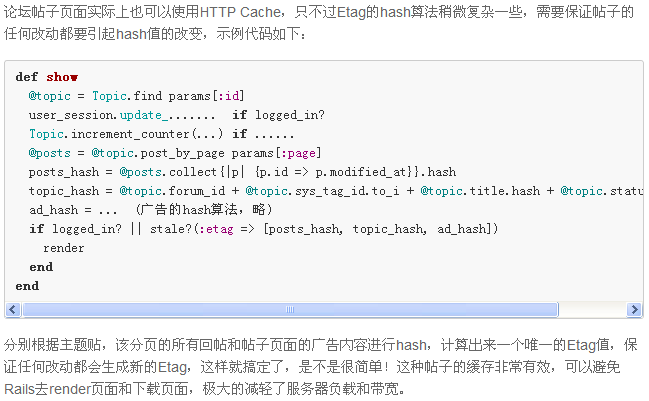 论坛帖子页面实际上也可以使用HTTP Cache，只不过Etag的hash算法稍微复杂一些，需要保证帖子的
任何改动都要引起hash值的改变，示例代码如下：
def show
@topic = Topic.find params[:id]
user_session.update_....... if logged_in?
Topic.increment_counter(...) if ......
@posts = @topic.post_by_page params[:page]
posts_hash = @posts.collect{|p| {p.id => p.modified_at}}.hash
topic_hash = @topic.forum_id + @topic.sys_tag_id.to_i + @topic.title.hash + @topic.statu
ad_hash = ... (广告的hash算法，略)
if logged_in? || stale?(:etag => [posts_hash, topic_hash, ad_hash])
render
end
end
分别根据主题贴，该分页的所有回帖和帖子页面的广告内容进行hash，计算出来一个唯一的Etag值，保
证任何改动都会生成新的Etag，这样就搞定了，是不是很简单！这种帖子的缓存非常有效，可以避免
Rails去render页面和下载页面，极大的减轻了服务器负载和带宽。